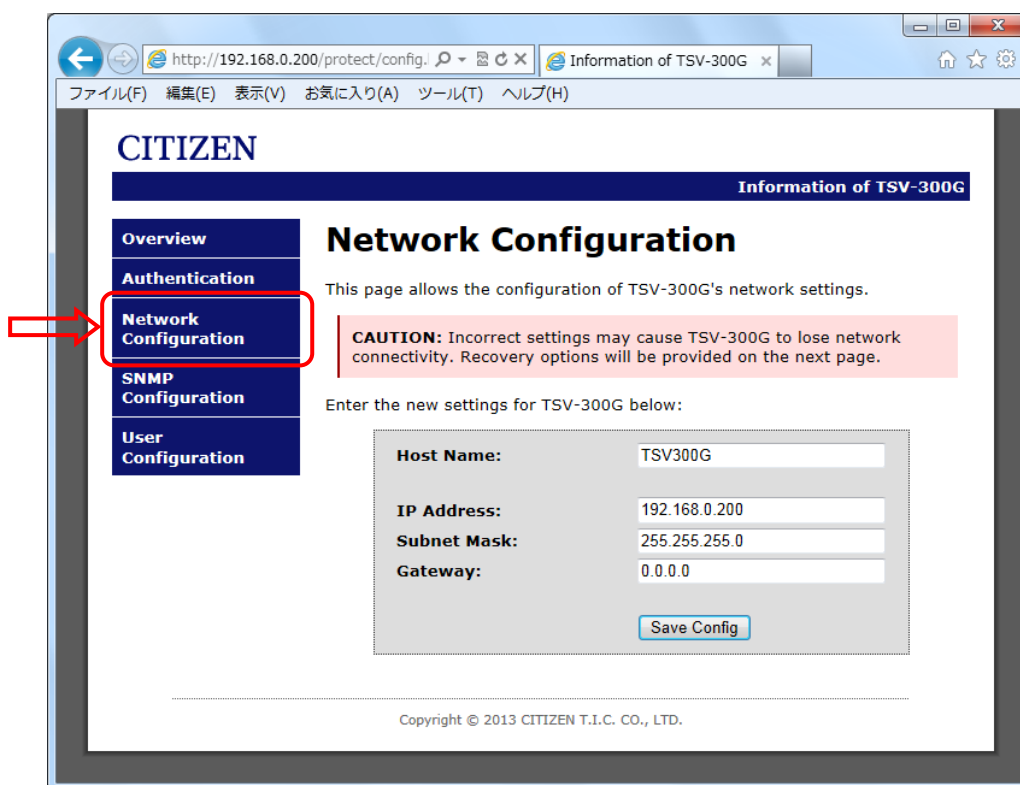 http://192.168.0.200/protect/config.
Information of TSV-300G
ファイル(F) 編集(E) 表示(V) お気に入り(A) ツール(T) ヘルプ(H)
CITIZEN
Information of TSV-300G
Overview
Authentication
Network
Configuration
SNMP
Configuration
User
Configuration
Network Configuration
This page allows the configuration of TSV-300G's network settings.
CAUTION: Incorrect settings may cause TSV-300G to lose network
connectivity. Recovery options will be provided on the next page.
Enter the new settings for TSV-300G below:
Host Name: TSV300G
IP Address: 192.168.0.200
Subnet Mask: 255.255.255.0
Gateway: 0.0.0.0
Save Config
Copyright © 2013 CITIZEN T.I.C. CO., LTD.